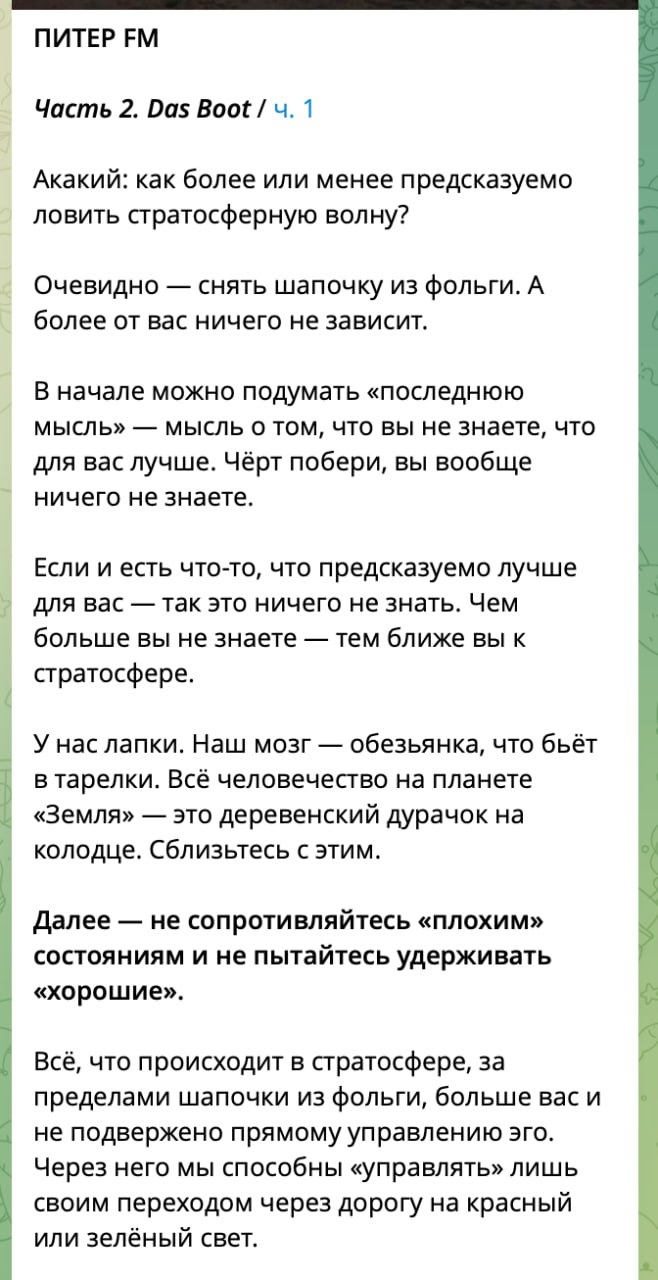 ПИТЕР FM
Часть 2. Das Boot / ч. 1
Акакий: как более или менее предсказуемо
ловить стратосферную волну?
Очевидно — снять шапочку из фольги. А
более от вас ничего не зависит.
В начале можно подумать «последнюю
мысль» — мысль о том, что вы не знаете, что
для вас лучше. Чёрт побери, вы вообще
ничего не знаете.
Если и есть что-то, что предсказуемо лучше
для вас — так это ничего не знать. Чем
больше вы не знаете — тем ближе вы к
стратосфере.
У нас лапки. Наш мозг — обезьянка, что бьёт
в тарелки. Всё человечество на планете
«Земля» — это деревенский дурачок на
колодце. Сблизьтесь с этим.
Далее — не сопротивляйтесь «плохим»
состояниям и не пытайтесь удерживать
«хорошие».
Всё, что происходит в стратосфере, за
пределами шапочки из фольги, больше вас и
не подвержено прямому управлению эго.
Через него мы способны «управлять» лишь
своим переходом через дорогу на красный
или зелёный свет.